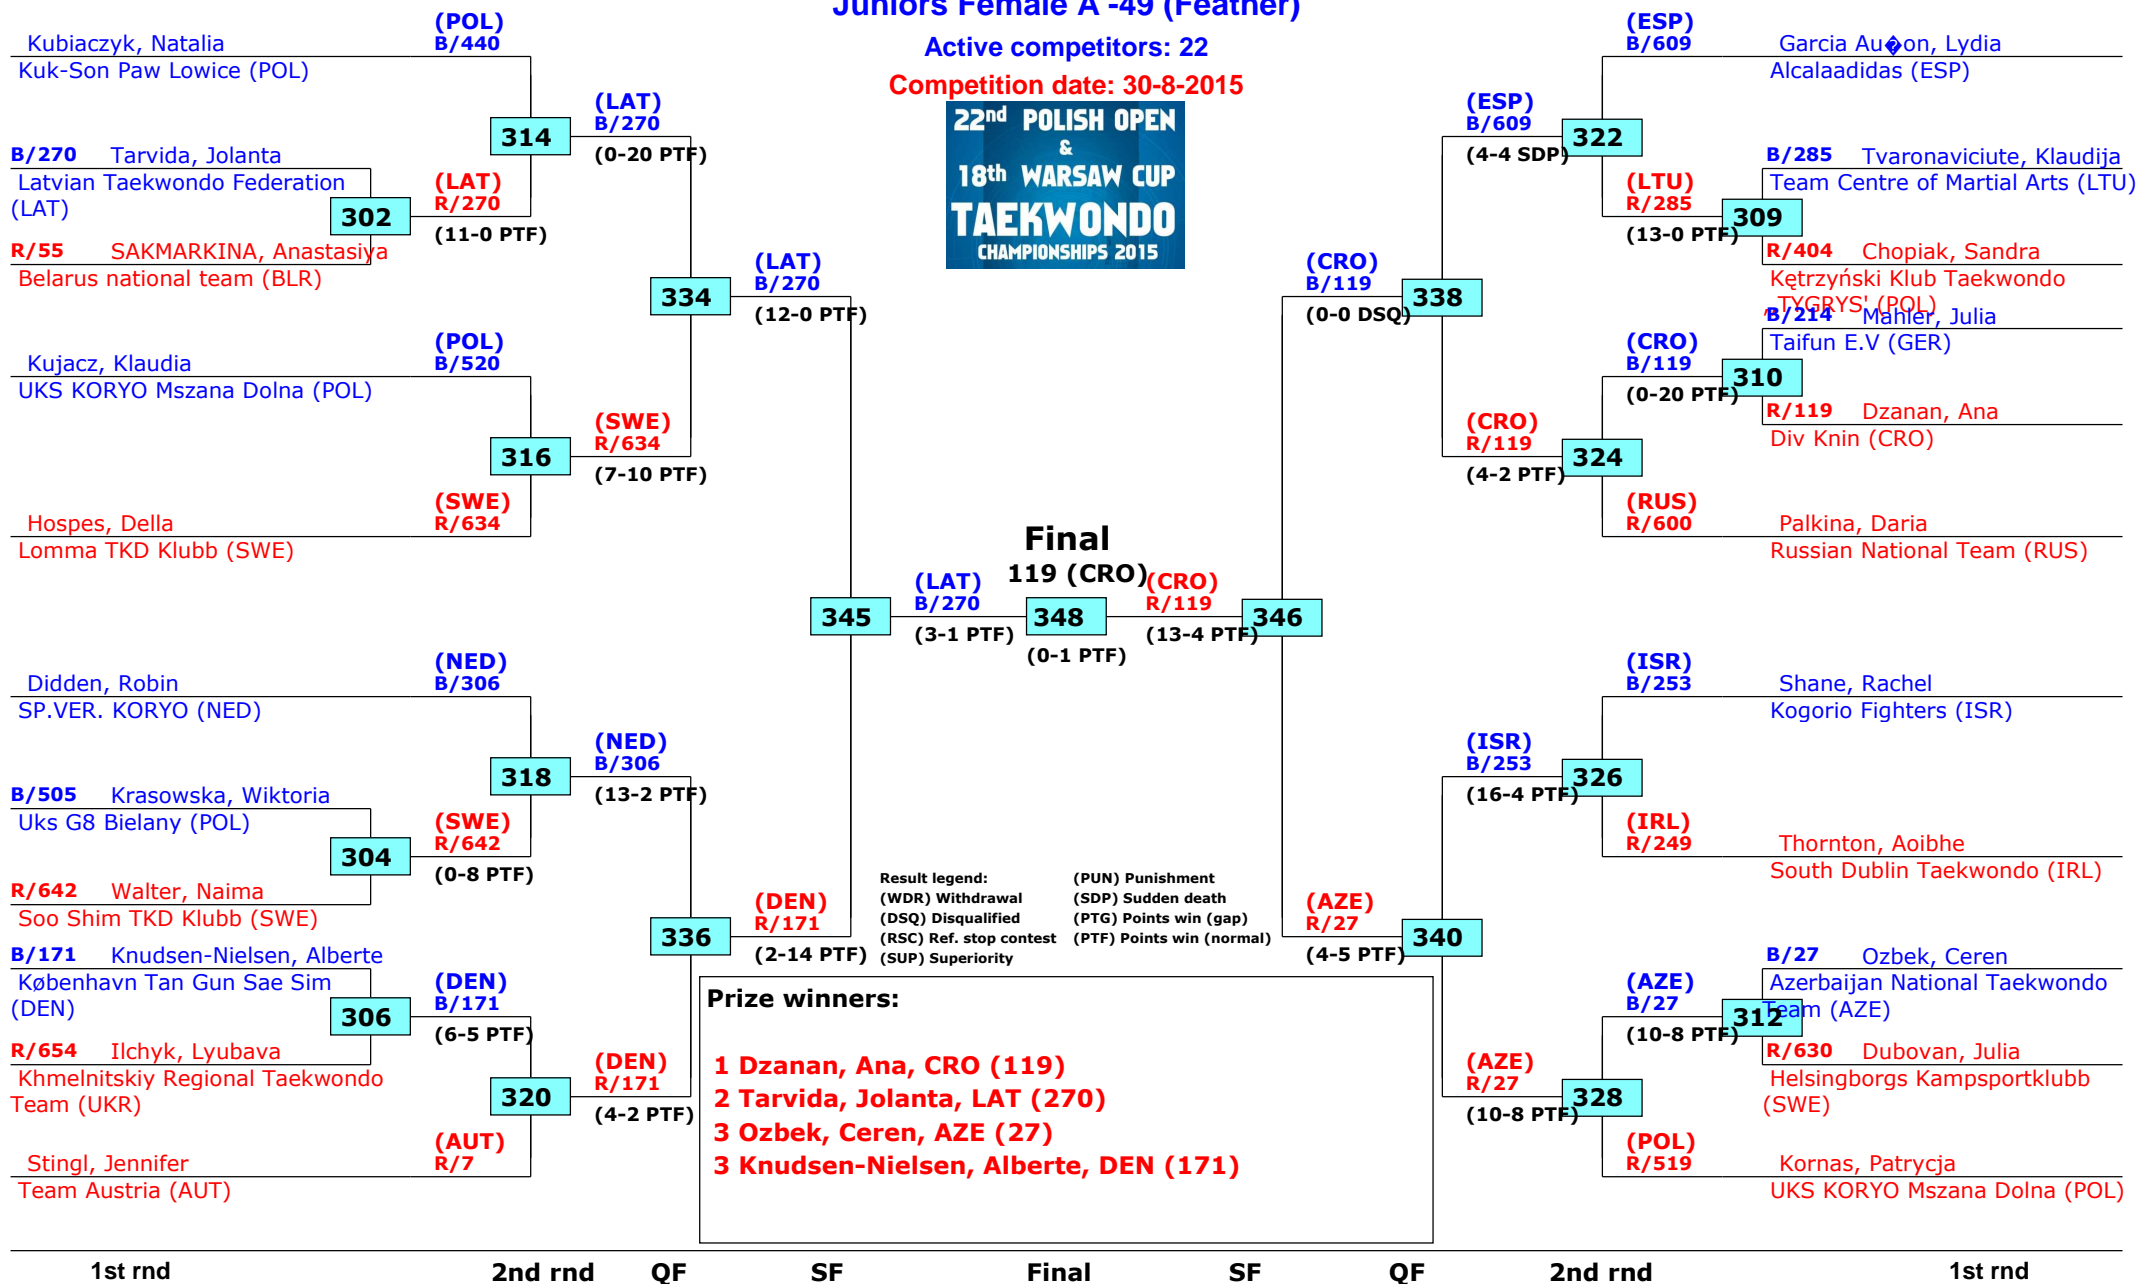 Juniors Female A -49 (Feather)
Active competitors: 22
Competition date: 30-8-2015
22nd POLISH OPEN
&
18th WARSAW CUP
TAEKWONDO
CHAMPIONSHIPS 2015
(POL)
B/440
Kubiaczyk, Natalia
Kuk-Son Paw Lowice (POL)
314
(LAT)
B/270
(0-20 PTF)
B/270 Tarvida, Jolanta
Latvian Taekwondo Federation
(LAT)
302
(LAT)
R/270
(11-0 PTF)
R/55 SAKMARKINA, Anastasiya
Belarus national team (BLR)
334
(LAT)
B/270
(12-0 PTF)
(POL)
B/520
Kujacz, Klaudia
UKS KORYO Mszana Dolna (POL)
316
(SWE)
R/634
(7-10 PTF)
(SWE)
R/634
Hospes, Della
Lomma TKD Klubb (SWE)
345
(LAT)
B/270
(3-1 PTF)
(NED)
B/306
Didden, Robin
SP.VER. KORYO (NED)
318
(NED)
B/306
(13-2 PTF)
B/505 Krasowska, Wiktoria
Uks G8 Bielany (POL)
304
(SWE)
R/642
(0-8 PTF)
R/642 Walter, Naima
Soo Shim TKD Klubb (SWE)
336
(DEN)
R/171
(2-14 PTF)
B/171 Knudsen-Nielsen, Alberte
København Tan Gun Sae Sim
(DEN)
306
(DEN)
B/171
(6-5 PTF)
R/654 Ilchyk, Lyubava
Khmelnitskiy Regional Taekwondo
Team (UKR)
320
(DEN)
R/171
(4-2 PTF)
(AUT)
R/7
Stingl, Jennifer
Team Austria (AUT)
Final
119 (CRO)
348
(0-1 PTF)
(CRO)
R/119
(13-4 PTF)
346
(ESP)
B/609
Garcia Au�on, Lydia
Alcalaadidas (ESP)
(ESP)
B/609
(4-4 SDP)
322
B/285 Tvaronaviciute, Klaudija
Team Centre of Martial Arts (LTU)
(LTU)
R/285
(13-0 PTF)
309
R/404 Chopiak, Sandra
Kętrzyński Klub Taekwondo
TYGRYS' (POL)
(CRO)
B/119
(0-0 DSQ)
338
B/214 Mahler, Julia
Taifun E.V (GER)
(CRO)
B/119
(0-20 PTF)
310
R/119 Dzanan, Ana
Div Knin (CRO)
(CRO)
R/119
(4-2 PTF)
324
(RUS)
R/600
Palkina, Daria
Russian National Team (RUS)
(ISR)
B/253
Shane, Rachel
Kogorio Fighters (ISR)
(ISR)
B/253
(16-4 PTF)
326
(IRL)
R/249
Thornton, Aoibhe
South Dublin Taekwondo (IRL)
(AZE)
R/27
(4-5 PTF)
340
B/27 Ozbek, Ceren
Azerbaijan National Taekwondo
Team (AZE)
(AZE)
B/27
(10-8 PTF)
312
R/630 Dubovan, Julia
Helsingborgs Kampsportklubb
(SWE)
(AZE)
R/27
(10-8 PTF)
328
(POL)
R/519
Kornas, Patrycja
UKS KORYO Mszana Dolna (POL)
Result legend: (PUN) Punishment
(WDR) Withdrawal (SDP) Sudden death
(DSQ) Disqualified (PTG) Points win (gap)
(RSC) Ref. stop contest (PTF) Points win (normal)
(SUP) Superiority
Prize winners:
1 Dzanan, Ana, CRO (119)
2 Tarvida, Jolanta, LAT (270)
3 Ozbek, Ceren, AZE (27)
3 Knudsen-Nielsen, Alberte, DEN (171)
1st rnd 2nd rnd QF SF Final SF QF 2nd rnd 1st rnd